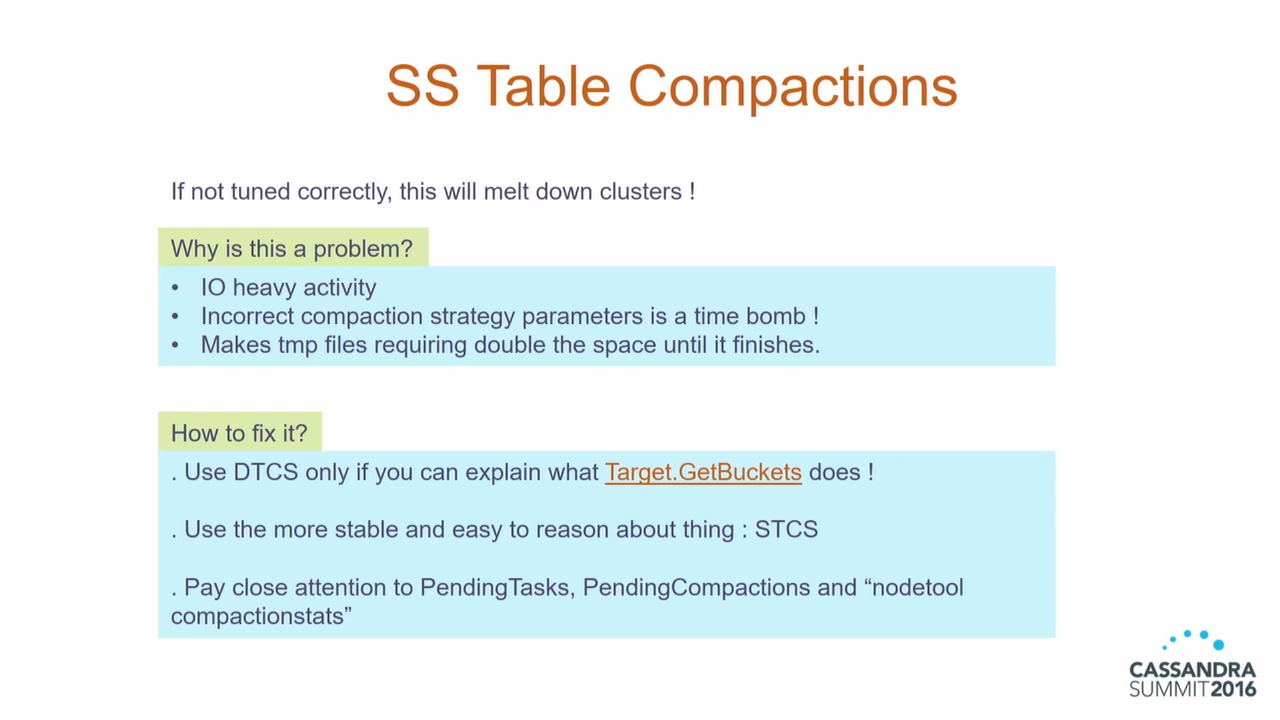 SS Table Compactions
If not tuned correctly, this will melt down clusters !
Why is this a problem?
• IO heavy activity
• Incorrect compaction strategy parameters is a time bomb !
• Makes tmp files requiring double the space until it finishes.
How to fix it?
. Use DTCS only if you can explain what Target.GetBuckets does !
. Use the more stable and easy to reason about thing : STCS
. Pay close attention to PendingTasks, PendingCompactions and “nodetool
compactionstats”
CASSANDRA
SUMMIT2016